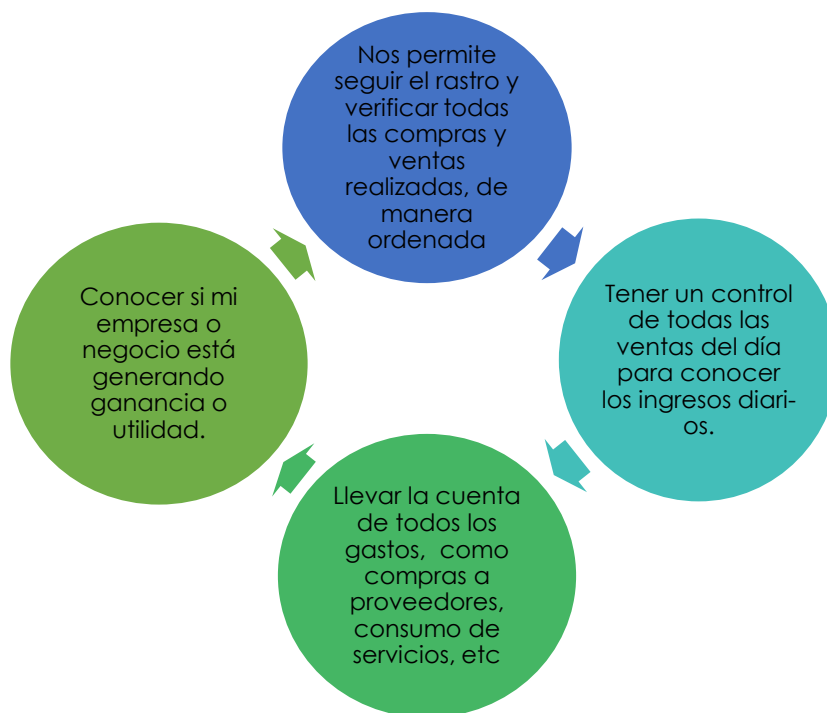 Nos permite
seguir el rastro y
verificar todas
las compras y
ventas
realizadas, de
manera
ordenada
Tener un control
de todas las
ventas del día
para conocer
los ingresos diari-
os.
Llevar la cuenta
de todos los
gastos,  como
compras a
proveedores,
consumo de
servicios, etc
Conocer si mi
empresa o
negocio está
generando
ganancia o
utilidad.